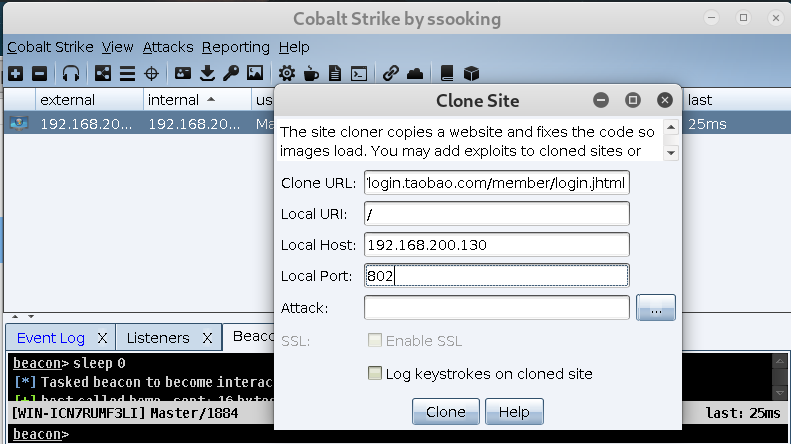 Cobalt Strike by ssooking
Cobalt Strike View Attacks Reporting Help
external internal us last
192.168.20... 192.168.20... Ma 25ms
Clone Site
The site cloner copies a website and fixes the code so
images load. You may add exploits to cloned sites or
Clone URL: login.taobao.com/member/login.jhtml
Local URI: /
Local Host: 192.168.200.130
Local Port: 802
Attack: ...
SSL: Enable SSL
Log keystrokes on cloned site
Clone Help
Event Log X Listeners X Beaco
beacon> sleep 0
[*] Tasked beacon to become interac
[+] host called home, sent: 16 bytes
[WIN-ICN7RUMF3LI] Master/1884 last: 25ms
beacon>